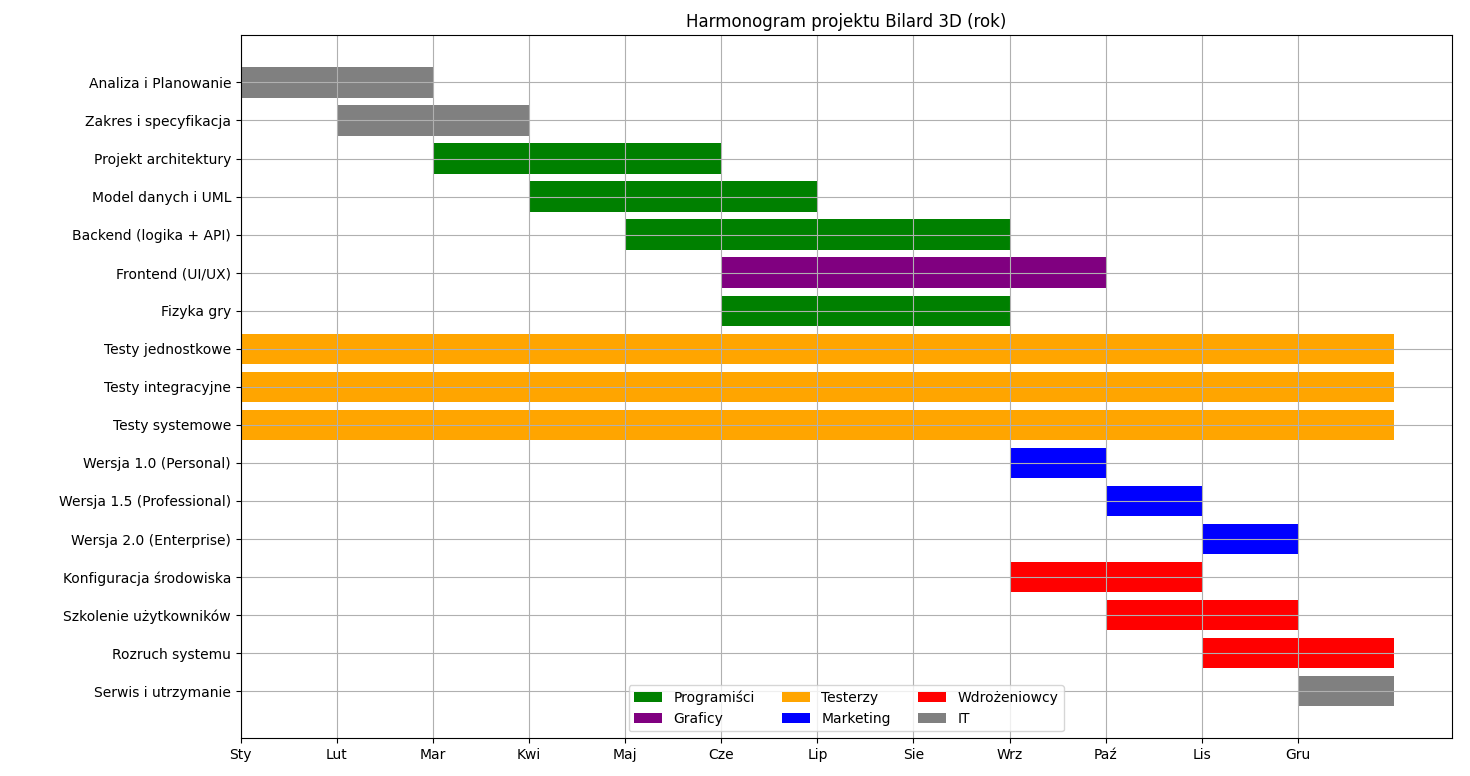 Harmonogram projektu Bilard 3D (rok)
Analiza i Planowanie
Zakres i specyfikacja
Projekt architektury
Model danych i UML
Backend (logika + API)
Frontend (UI/UX)
Fizyka gry
Testy jednostkowe
Testy integracyjne
Testy systemowe
Wersja 1.0 (Personal)
Wersja 1.5 (Professional)
Wersja 2.0 (Enterprise)
Konfiguracja środowiska
Szkolenie użytkowników
Rozruch systemu
Serwis i utrzymanie
Programiści Testerzy Wdrożeniowcy
Graficy Marketing IT
Sty Lut Mar Kwi Maj Cze Lip Sie Wrz Paź Lis Gru